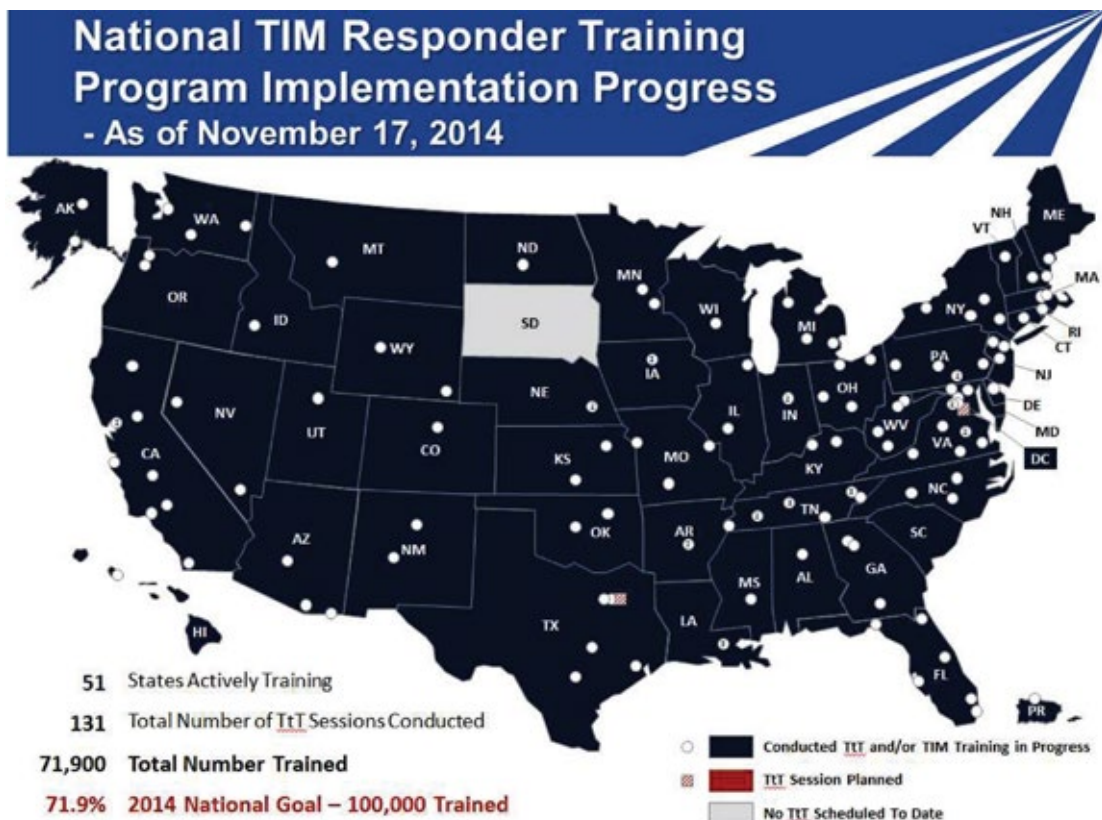 National TIM Responder Training
Program Implementation Progress
- As of November 17, 2014
AK
WA
MT
ND
MN
VT
NH
ME
MA
OR
ID
WY
SD
WI
MI
NY
RI
CT
NV
UT
NE
IA
PA
NJ
CA
CO
KS
MO
IL
IN
OH
WV
VA
DE
MD
DC
KY
AZ
NM
OK
AR
TN
NC
SC
TX
LA
MS
AL
GA
HI
FL
PR
51 States Actively Training
131 Total Number of TtT Sessions Conducted
71,900 Total Number Trained
71.9% 2014 National Goal – 100,000 Trained
Conducted TtT and/or TIM Training in Progress
TtT Session Planned
No TtT Scheduled To Date